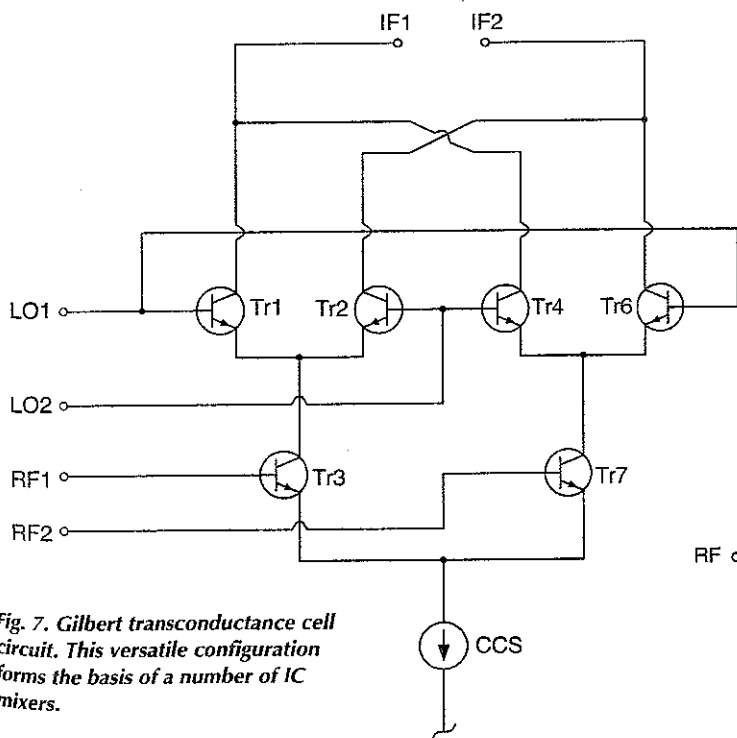 IF1 IF2
LO1
Tr1 Tr2 Tr4 Tr6
LO2
RF1
Tr3 Tr7
RF2
RF
CCS
Fig. 7. Gilbert transconductance cell
circuit. This versatile configuration
forms the basis of a number of IC
mixers.